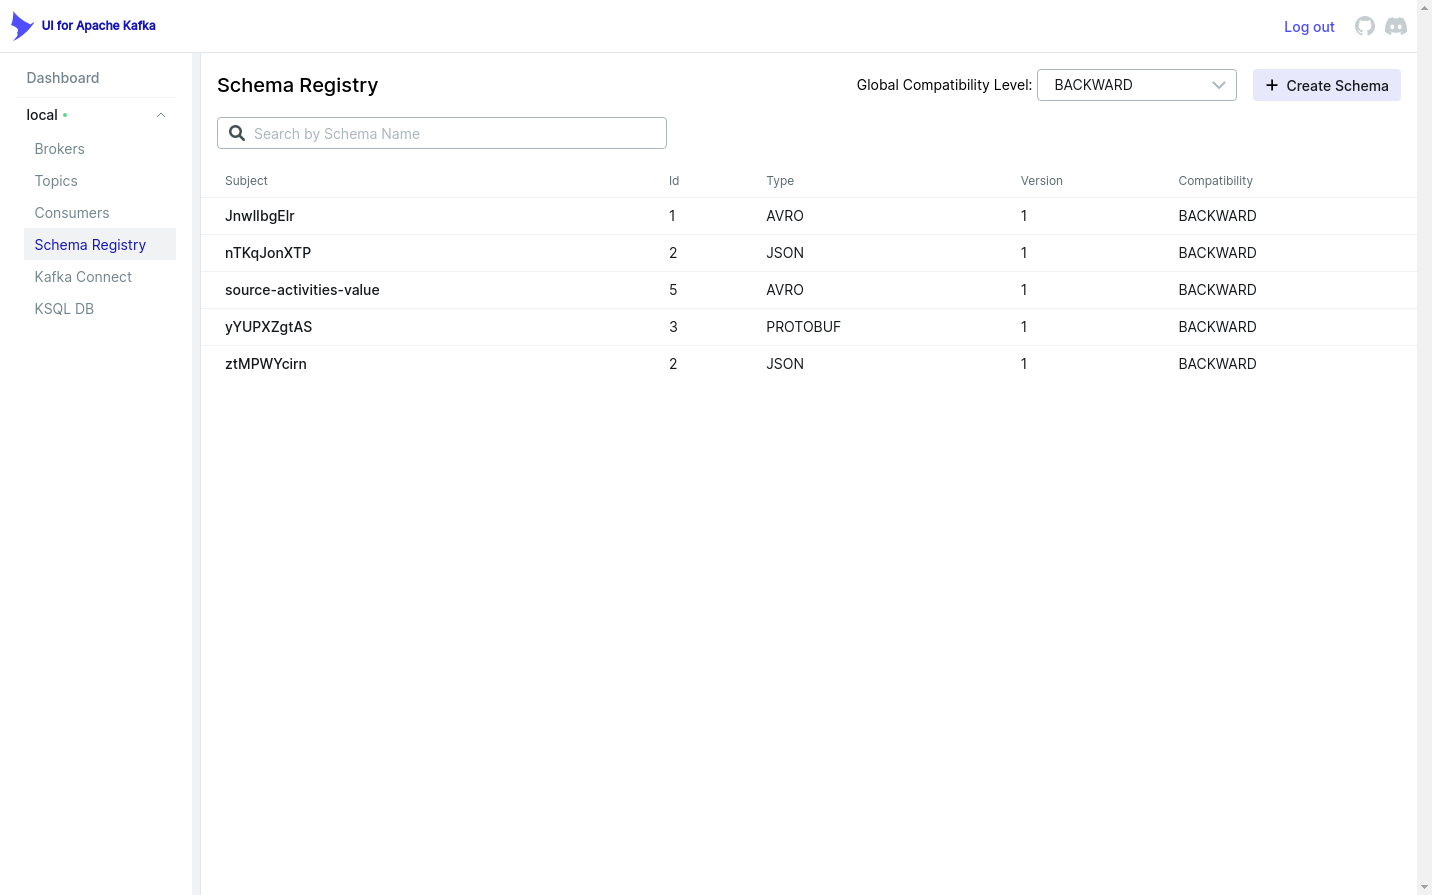 UI for Apache Kafka
Log out
Dashboard
local
Brokers
Topics
Consumers
Schema Registry
Kafka Connect
KSQL DB
Schema Registry
Global Compatibility Level: BACKWARD
Create Schema
Search by Schema Name
Subject Id Type Version Compatibility
JnwIlbgElr 1 AVRO 1 BACKWARD
nTKqJonXTP 2 JSON 1 BACKWARD
source-activities-value 5 AVRO 1 BACKWARD
yYUPXZgtAS 3 PROTOBUF 1 BACKWARD
ztMPWYcirn 2 JSON 1 BACKWARD